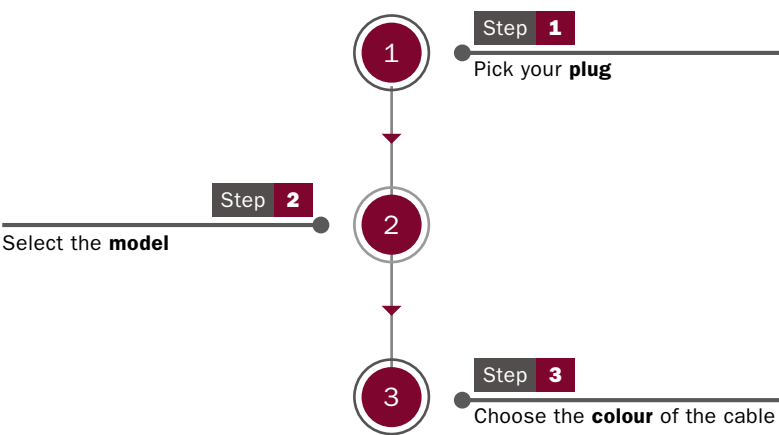 1
Step 1
Pick your plug
Step 2
2
Select the model
3
Step 3
Choose the colour of the cable